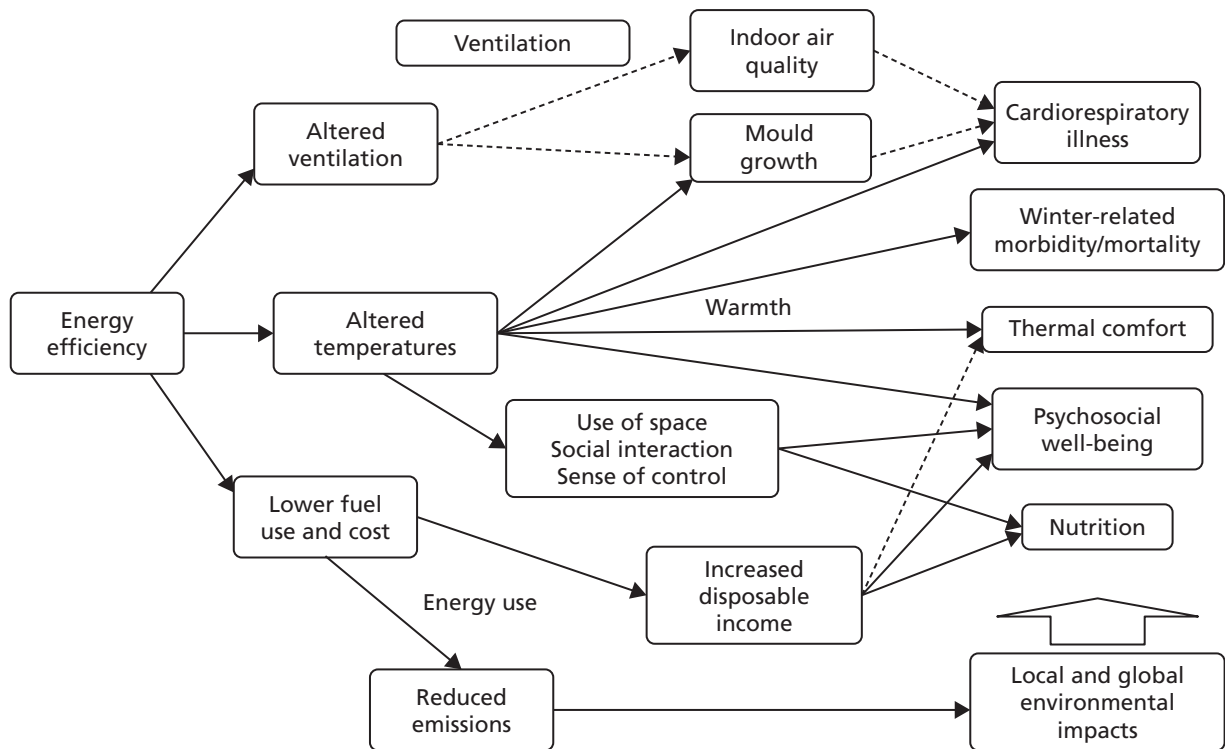 Ventilation
Indoor air
quality
Altered
ventilation
Mould
growth
Cardiorespiratory
illness
Winter-related
morbidity/mortality
Energy
efficiency
Altered
temperatures
Warmth
Thermal comfort
Use of space
Social interaction
Sense of control
Psychosocial
well-being
Lower fuel
use and cost
Nutrition
Increased
disposable
income
Energy use
Reduced
emissions
Local and global
environmental
impacts